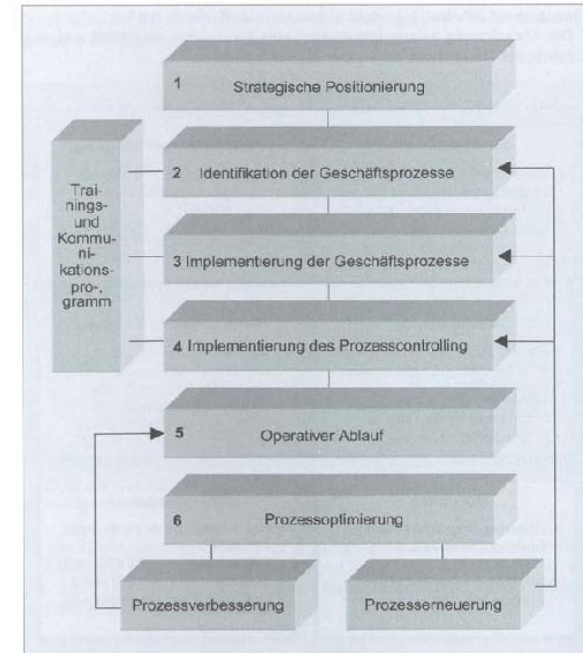 1 Strategische Positionierung
2 Identifikation der Geschäftsprozesse
Trai-
nings-
und
Kommu-
ni-
kations-
pro-,
gramm
3 Implementierung der Geschäftsprozesse
4 Implementierung des Prozesscontrolling
5 Operativer Ablauf
6 Prozessoptimierung
Prozessverbesserung
Prozesserneuerung